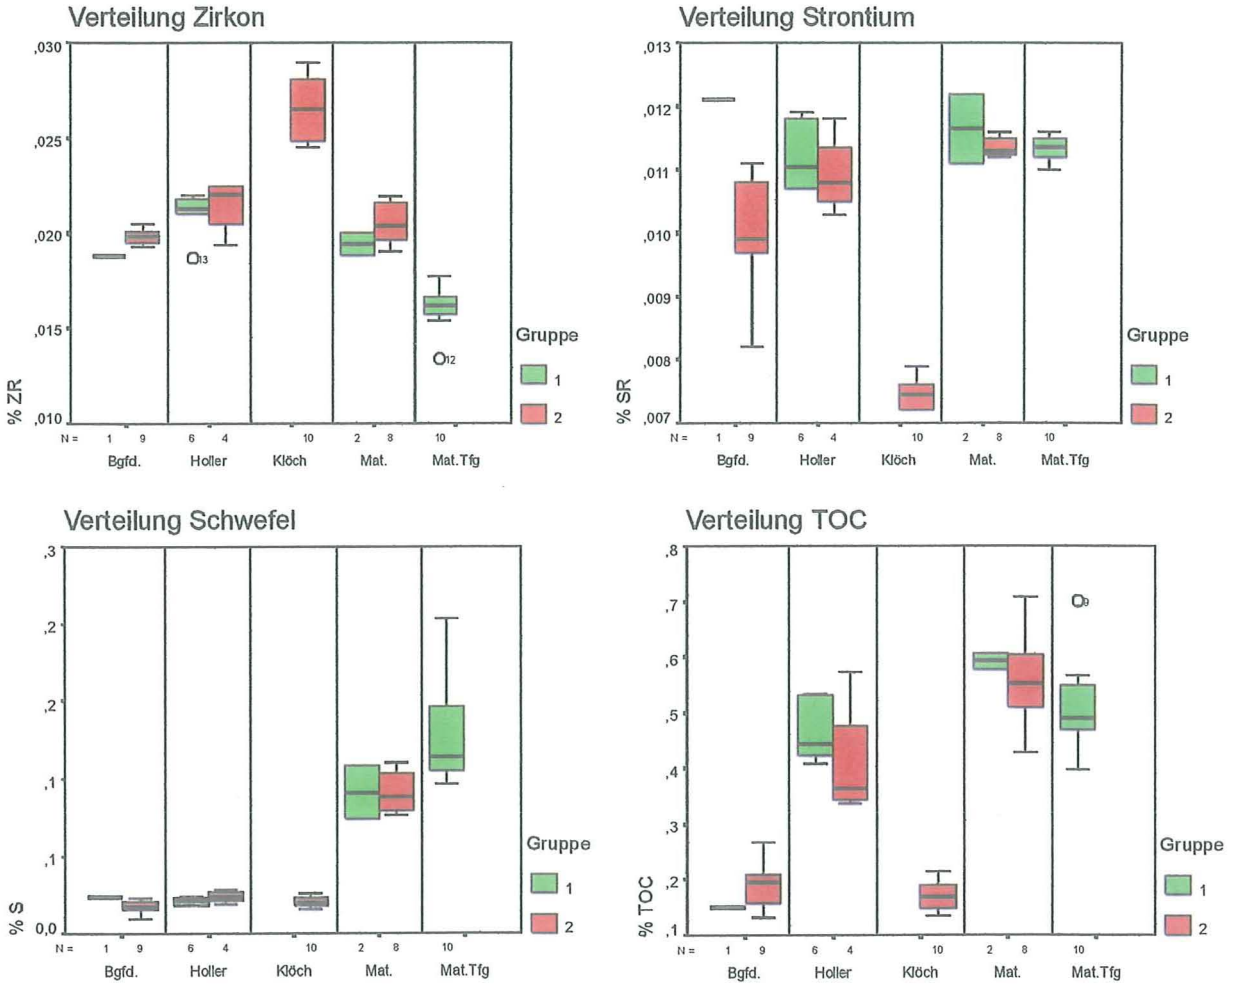 Verteilung Zirkon
,030
,025
,020
,015
,010
% ZR
13
12
Gruppe
1
2
N = 1 9 6 4 10 2 8 10
Bgfd. Holler Klöch Mat. Mat.Tfg
Verteilung Strontium
,013
,012
,011
,010
,009
,008
,007
% SR
Gruppe
1
2
N = 1 9 6 4 10 2 8 10
Bgfd. Holler Klöch Mat. Mat.Tfg
Verteilung Schwefel
,3
,2
,2
,1
,1
0,0
% S
Gruppe
1
2
N = 1 9 6 4 10 2 8 10
Bgfd. Holler Klöch Mat. Mat.Tfg
Verteilung TOC
,8
,7
,6
,5
,4
,3
,2
,1
% TOC
9
Gruppe
1
2
N = 1 9 6 4 10 2 8 10
Bgfd. Holler Klöch Mat. Mat.Tfg